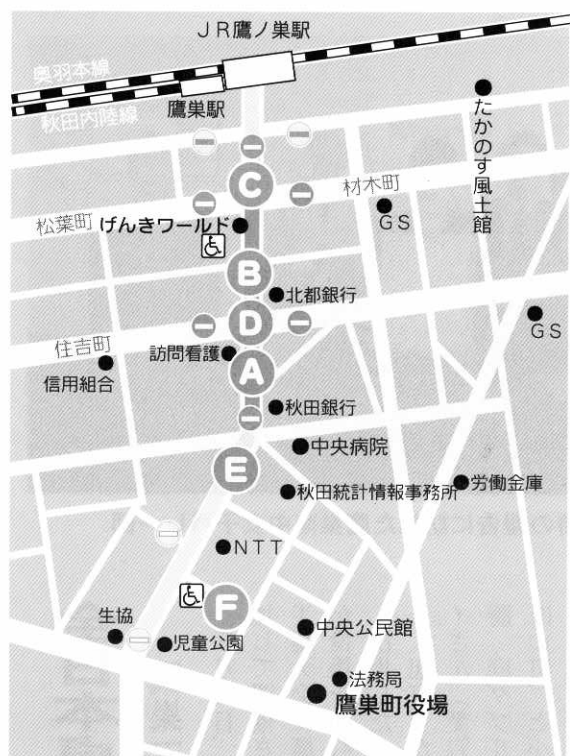 JR鷹ノ巣駅
奥羽本線
鷹巣駅
秋田内陸線
たかのす風土館
C
材木町
松葉町
げんきワールド
GS
B
北都銀行
D
GS
住吉町
訪問看護
信用組合
A
秋田銀行
中央病院
E
秋田統計情報事務所
労働金庫
NTT
F
生協
児童公園
中央公民館
法務局
鷹巣町役場